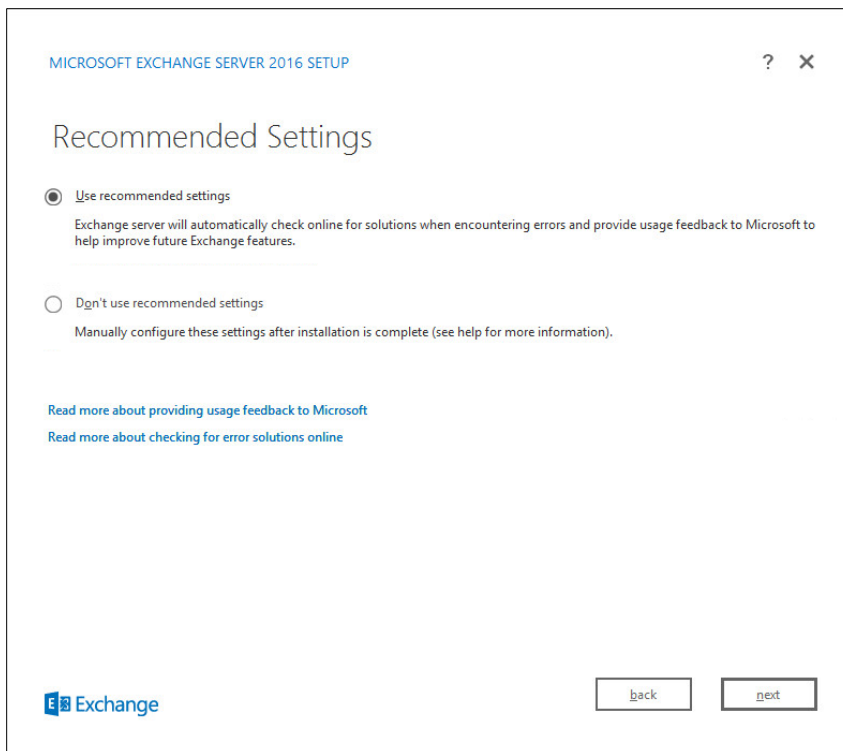 MICROSOFT EXCHANGE SERVER 2016 SETUP
?
Recommended Settings
Use recommended settings
Exchange server will automatically check online for solutions when encountering errors and provide usage feedback to Microsoft to
help improve future Exchange features.
Don't use recommended settings
Manually configure these settings after installation is complete (see help for more information).
Read more about providing usage feedback to Microsoft
Read more about checking for error solutions online
Exchange
back
next